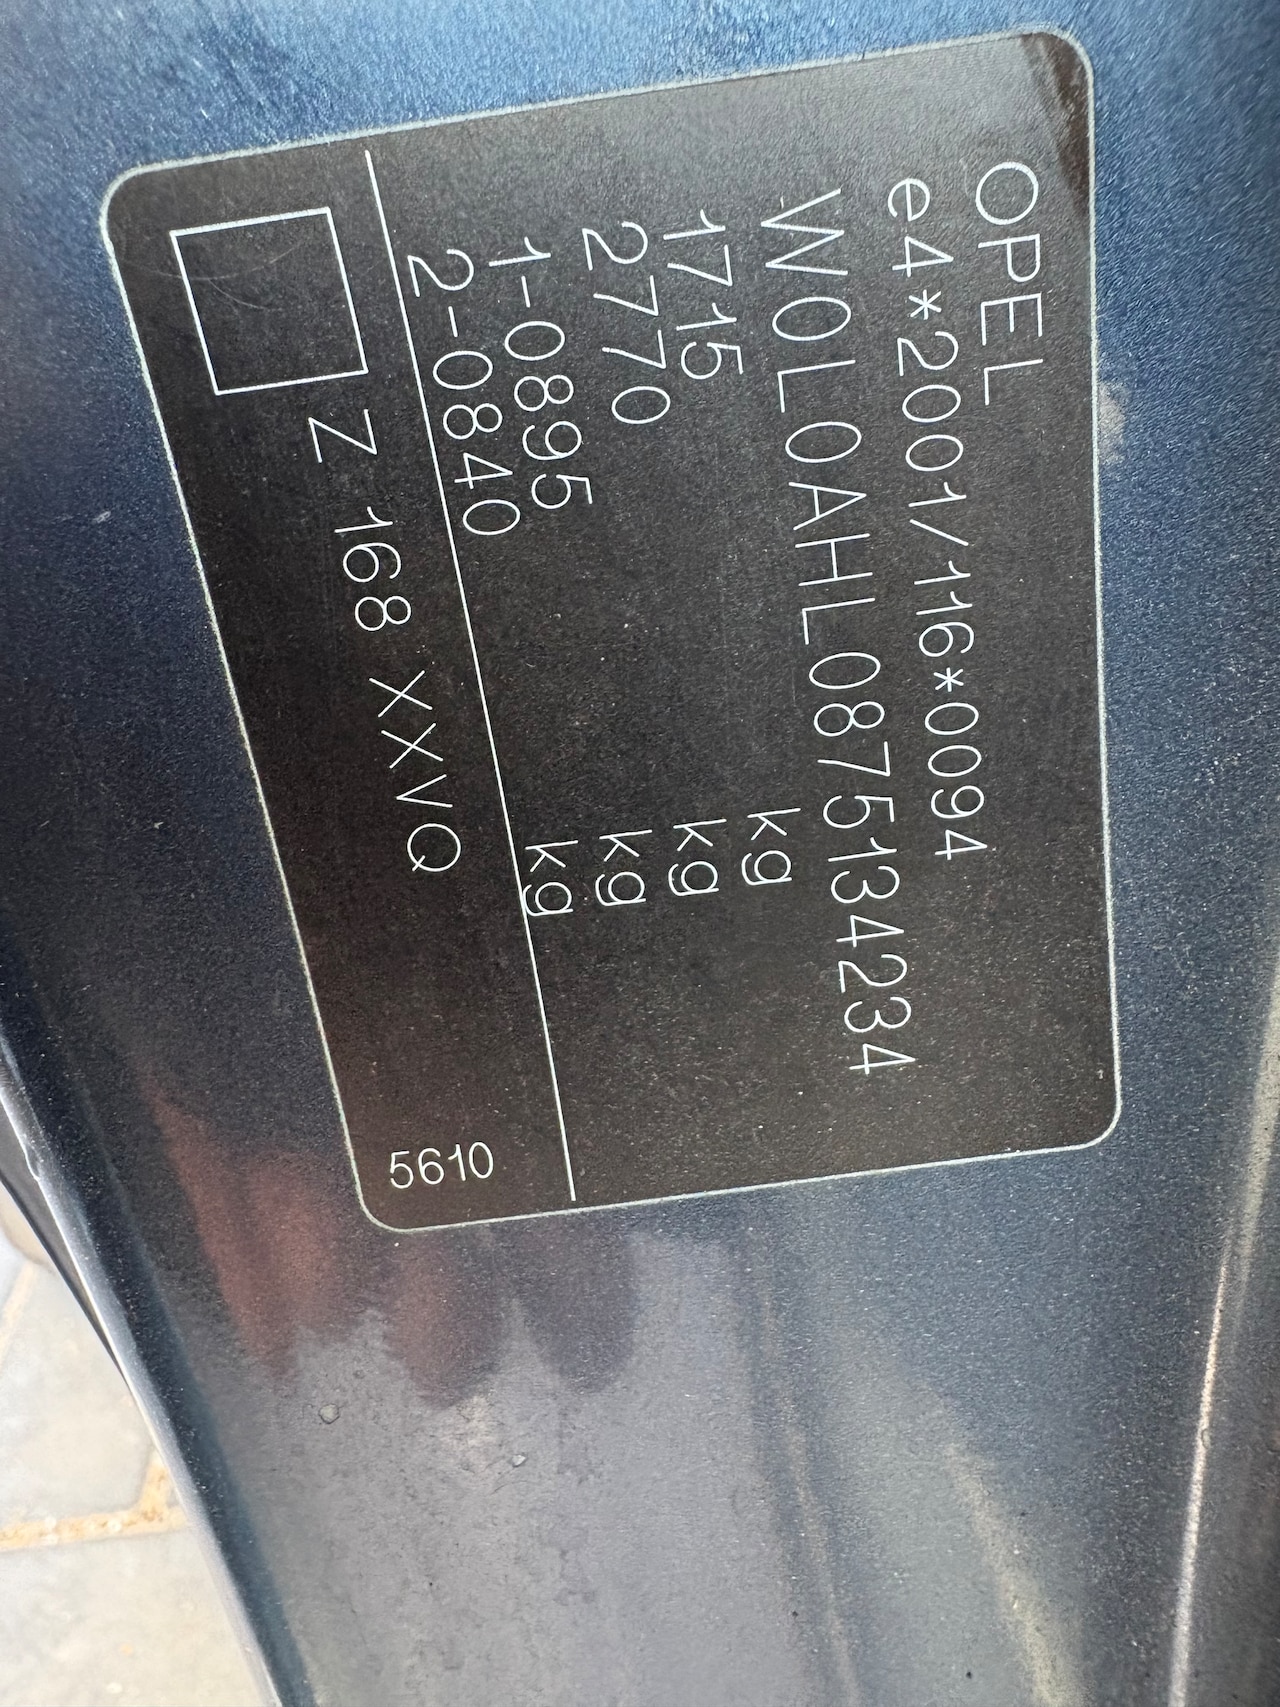 OPEL
e4*2001/116*0094
W0L0AHL0875134234
1715 kg
2770 kg
1-0895 kg
2-0840 kg
Z 168 XXVQ
5610